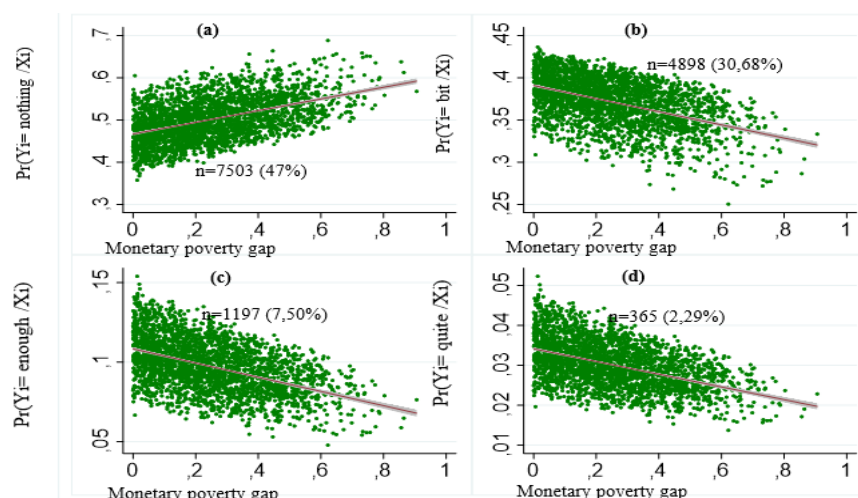 (a)
Pr(Yi= nothing /Xi)
,7
,6
,5
,4
,3
n=7503 (47%)
0 ,2 ,4 ,6 ,8 1
Monetary poverty gap
(b)
Pr(Yi= bit /Xi)
,45
,4
,35
,3
,25
n=4898 (30,68%)
0 ,2 ,4 ,6 ,8 1
Monetary poverty gap
(c)
Pr(Yi= enough /Xi)
,15
,1
,05
n=1197 (7,50%)
0 ,2 ,4 ,6 ,8 1
Monetary poverty gap
(d)
Pr(Yi= quite /Xi)
,05
,04
,03
,02
,01
n=365 (2,29%)
0 ,2 ,4 ,6 ,8 1
Monetary poverty gap